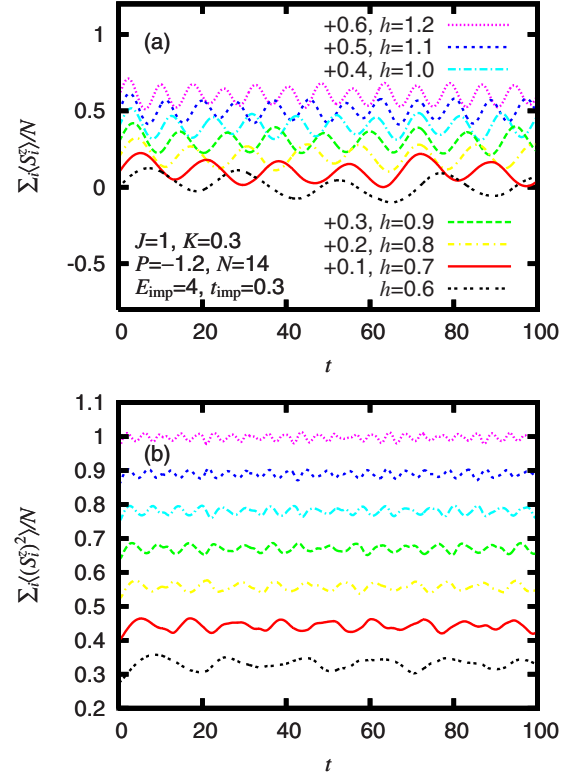 (a)
+0.6, h=1.2
+0.5, h=1.1
+0.4, h=1.0
1
0.5
0
-0.5
Σᵢ⟨Sᵢᶻ⟩/N
+0.3, h=0.9
+0.2, h=0.8
+0.1, h=0.7
h=0.6
J=1, K=0.3
P=−1.2, N=14
E_imp=4, t_imp=0.3
0 20 40 60 80 100
t
(b)
1.1
1
0.9
0.8
0.7
0.6
0.5
0.4
0.3
0.2
Σᵢ⟨(Sᵢᶻ)²⟩/N
0 20 40 60 80 100
t